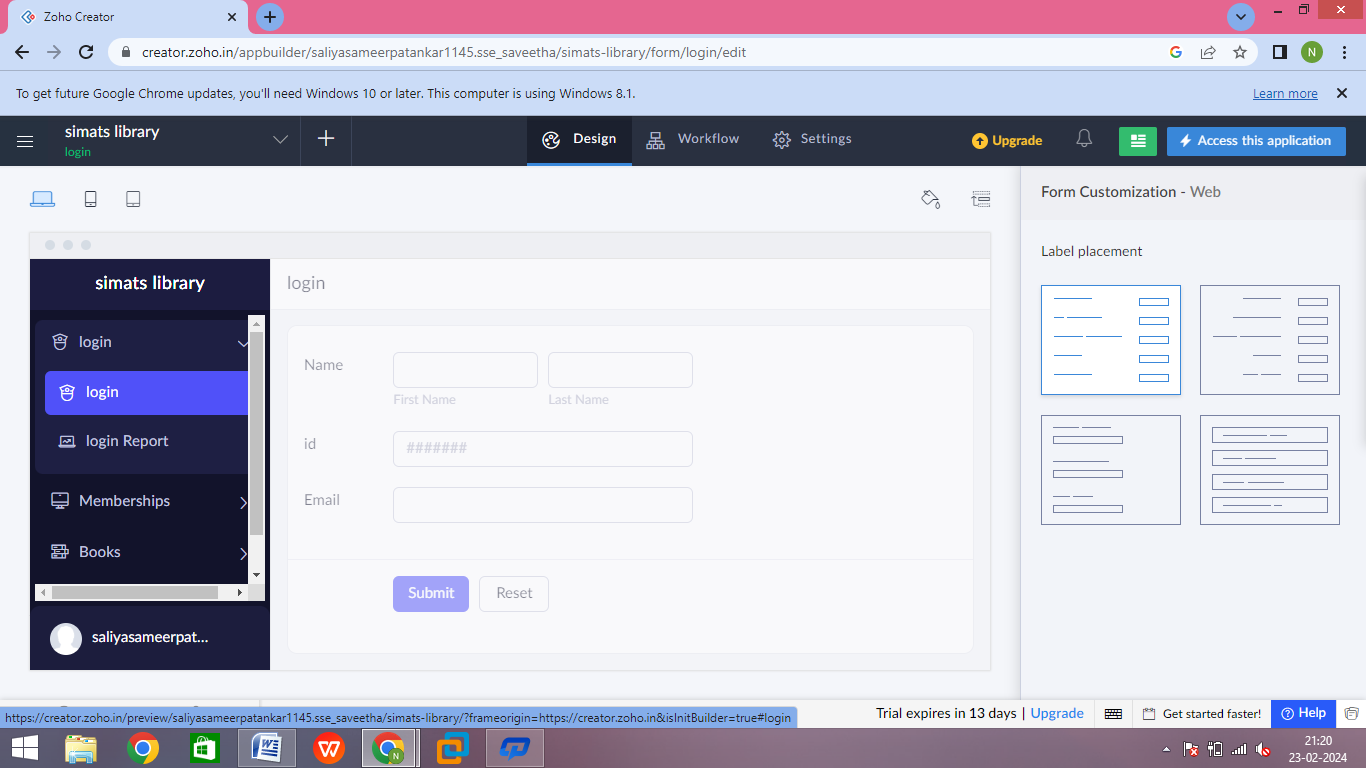 Zoho Creator
creator.zoho.in/appbuilder/saliyasameerpatankar1145.sse_saveetha/simats-library/form/login/edit
N
To get future Google Chrome updates, you'll need Windows 10 or later. This computer is using Windows 8.1.
Learn more
simats library
login
Design
Workflow
Settings
Upgrade
Access this application
Form Customization - Web
Label placement
simats library
login
login
login Report
Memberships
Books
saliyasameerpat...
login
Name
First Name
Last Name
id
#######
Email
Submit
Reset
https://creator.zoho.in/preview/saliyasameerpatankar1145.sse_saveetha/simats-library/?frameorigin=https://creator.zoho.in&isInitBuilder=true#login
Trial expires in 13 days | Upgrade
Get started faster!
Help
21:20
23-02-2024